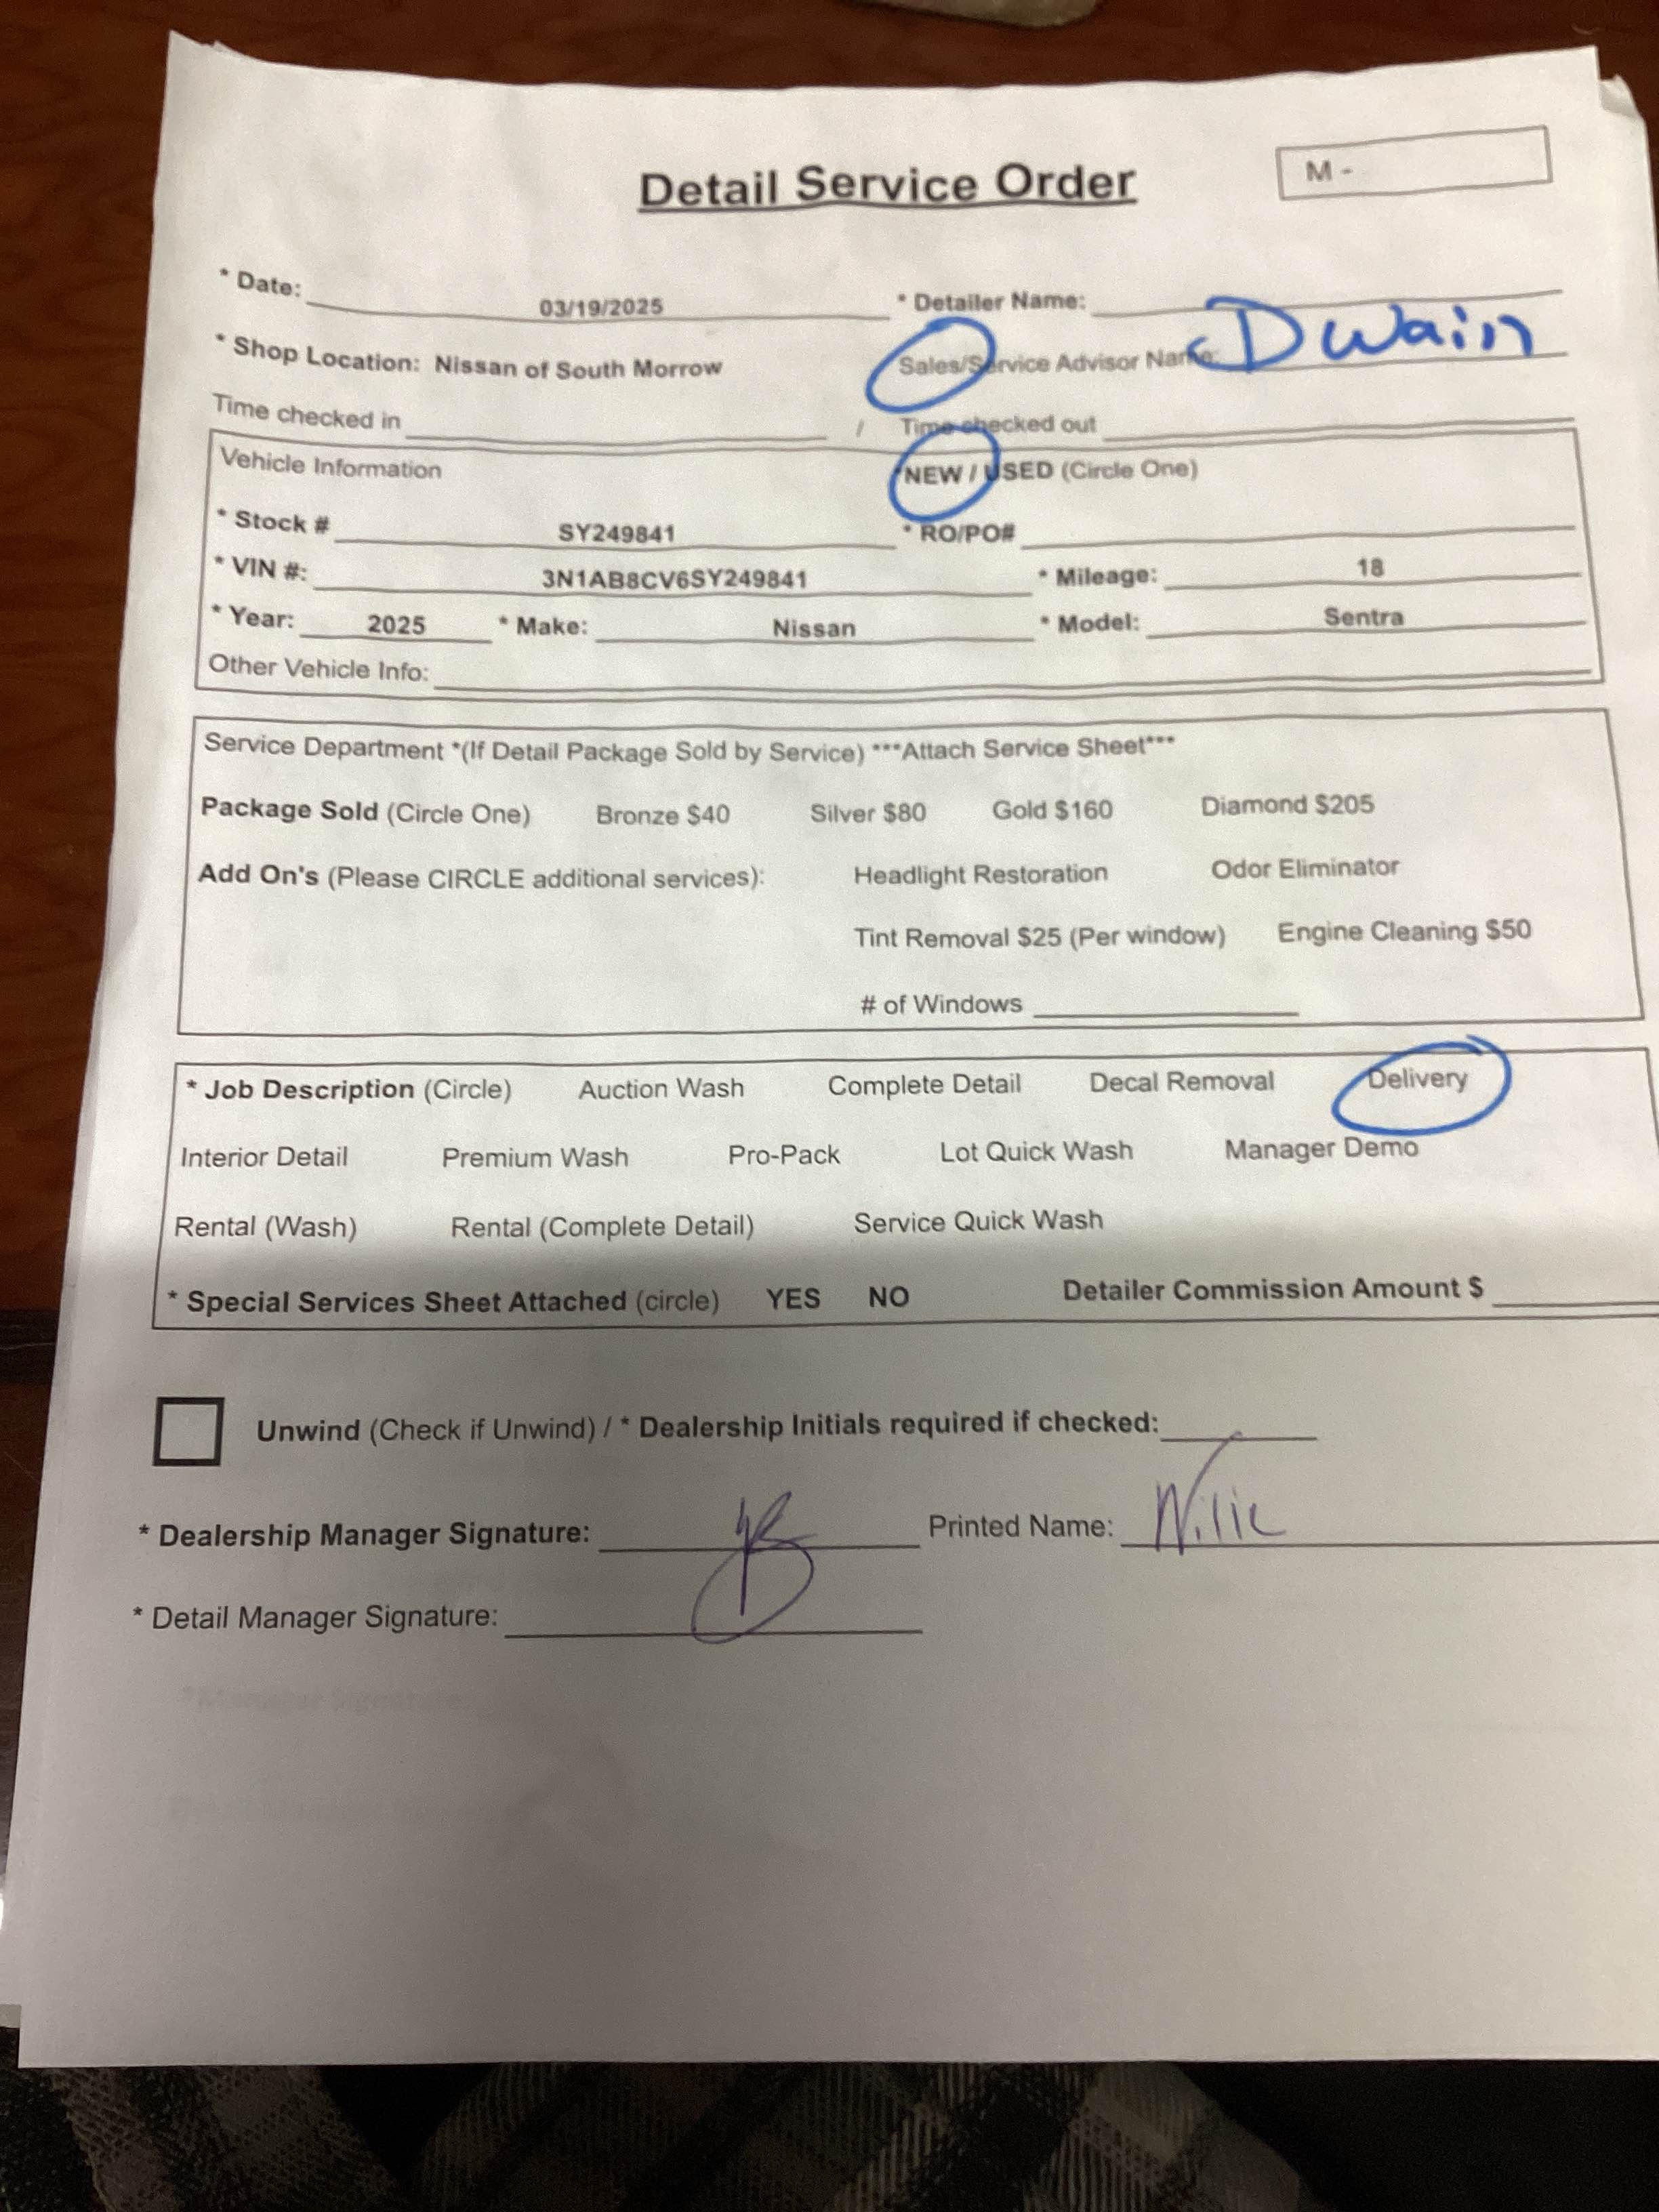 Detail Service Order
M -
* Date: 03/19/2025 * Detailer Name:
* Shop Location: Nissan of South Morrow Sales/Service Advisor Name: Dwain
Time checked in / Time checked out
Vehicle Information *NEW / USED (Circle One)
* Stock # SY249841 * RO/PO#
* VIN #: 3N1AB8CV6SY249841 * Mileage: 18
* Year: 2025 * Make: Nissan * Model: Sentra
Other Vehicle Info:
Service Department *(If Detail Package Sold by Service) ***Attach Service Sheet***
Package Sold (Circle One) Bronze $40 Silver $80 Gold $160 Diamond $205
Add On's (Please CIRCLE additional services): Headlight Restoration Odor Eliminator
Tint Removal $25 (Per window) Engine Cleaning $50
# of Windows
* Job Description (Circle) Auction Wash Complete Detail Decal Removal Delivery
Interior Detail Premium Wash Pro-Pack Lot Quick Wash Manager Demo
Rental (Wash) Rental (Complete Detail) Service Quick Wash
* Special Services Sheet Attached (circle) YES NO Detailer Commission Amount $
Unwind (Check if Unwind) / * Dealership Initials required if checked:
* Dealership Manager Signature: Printed Name:
* Detail Manager Signature: